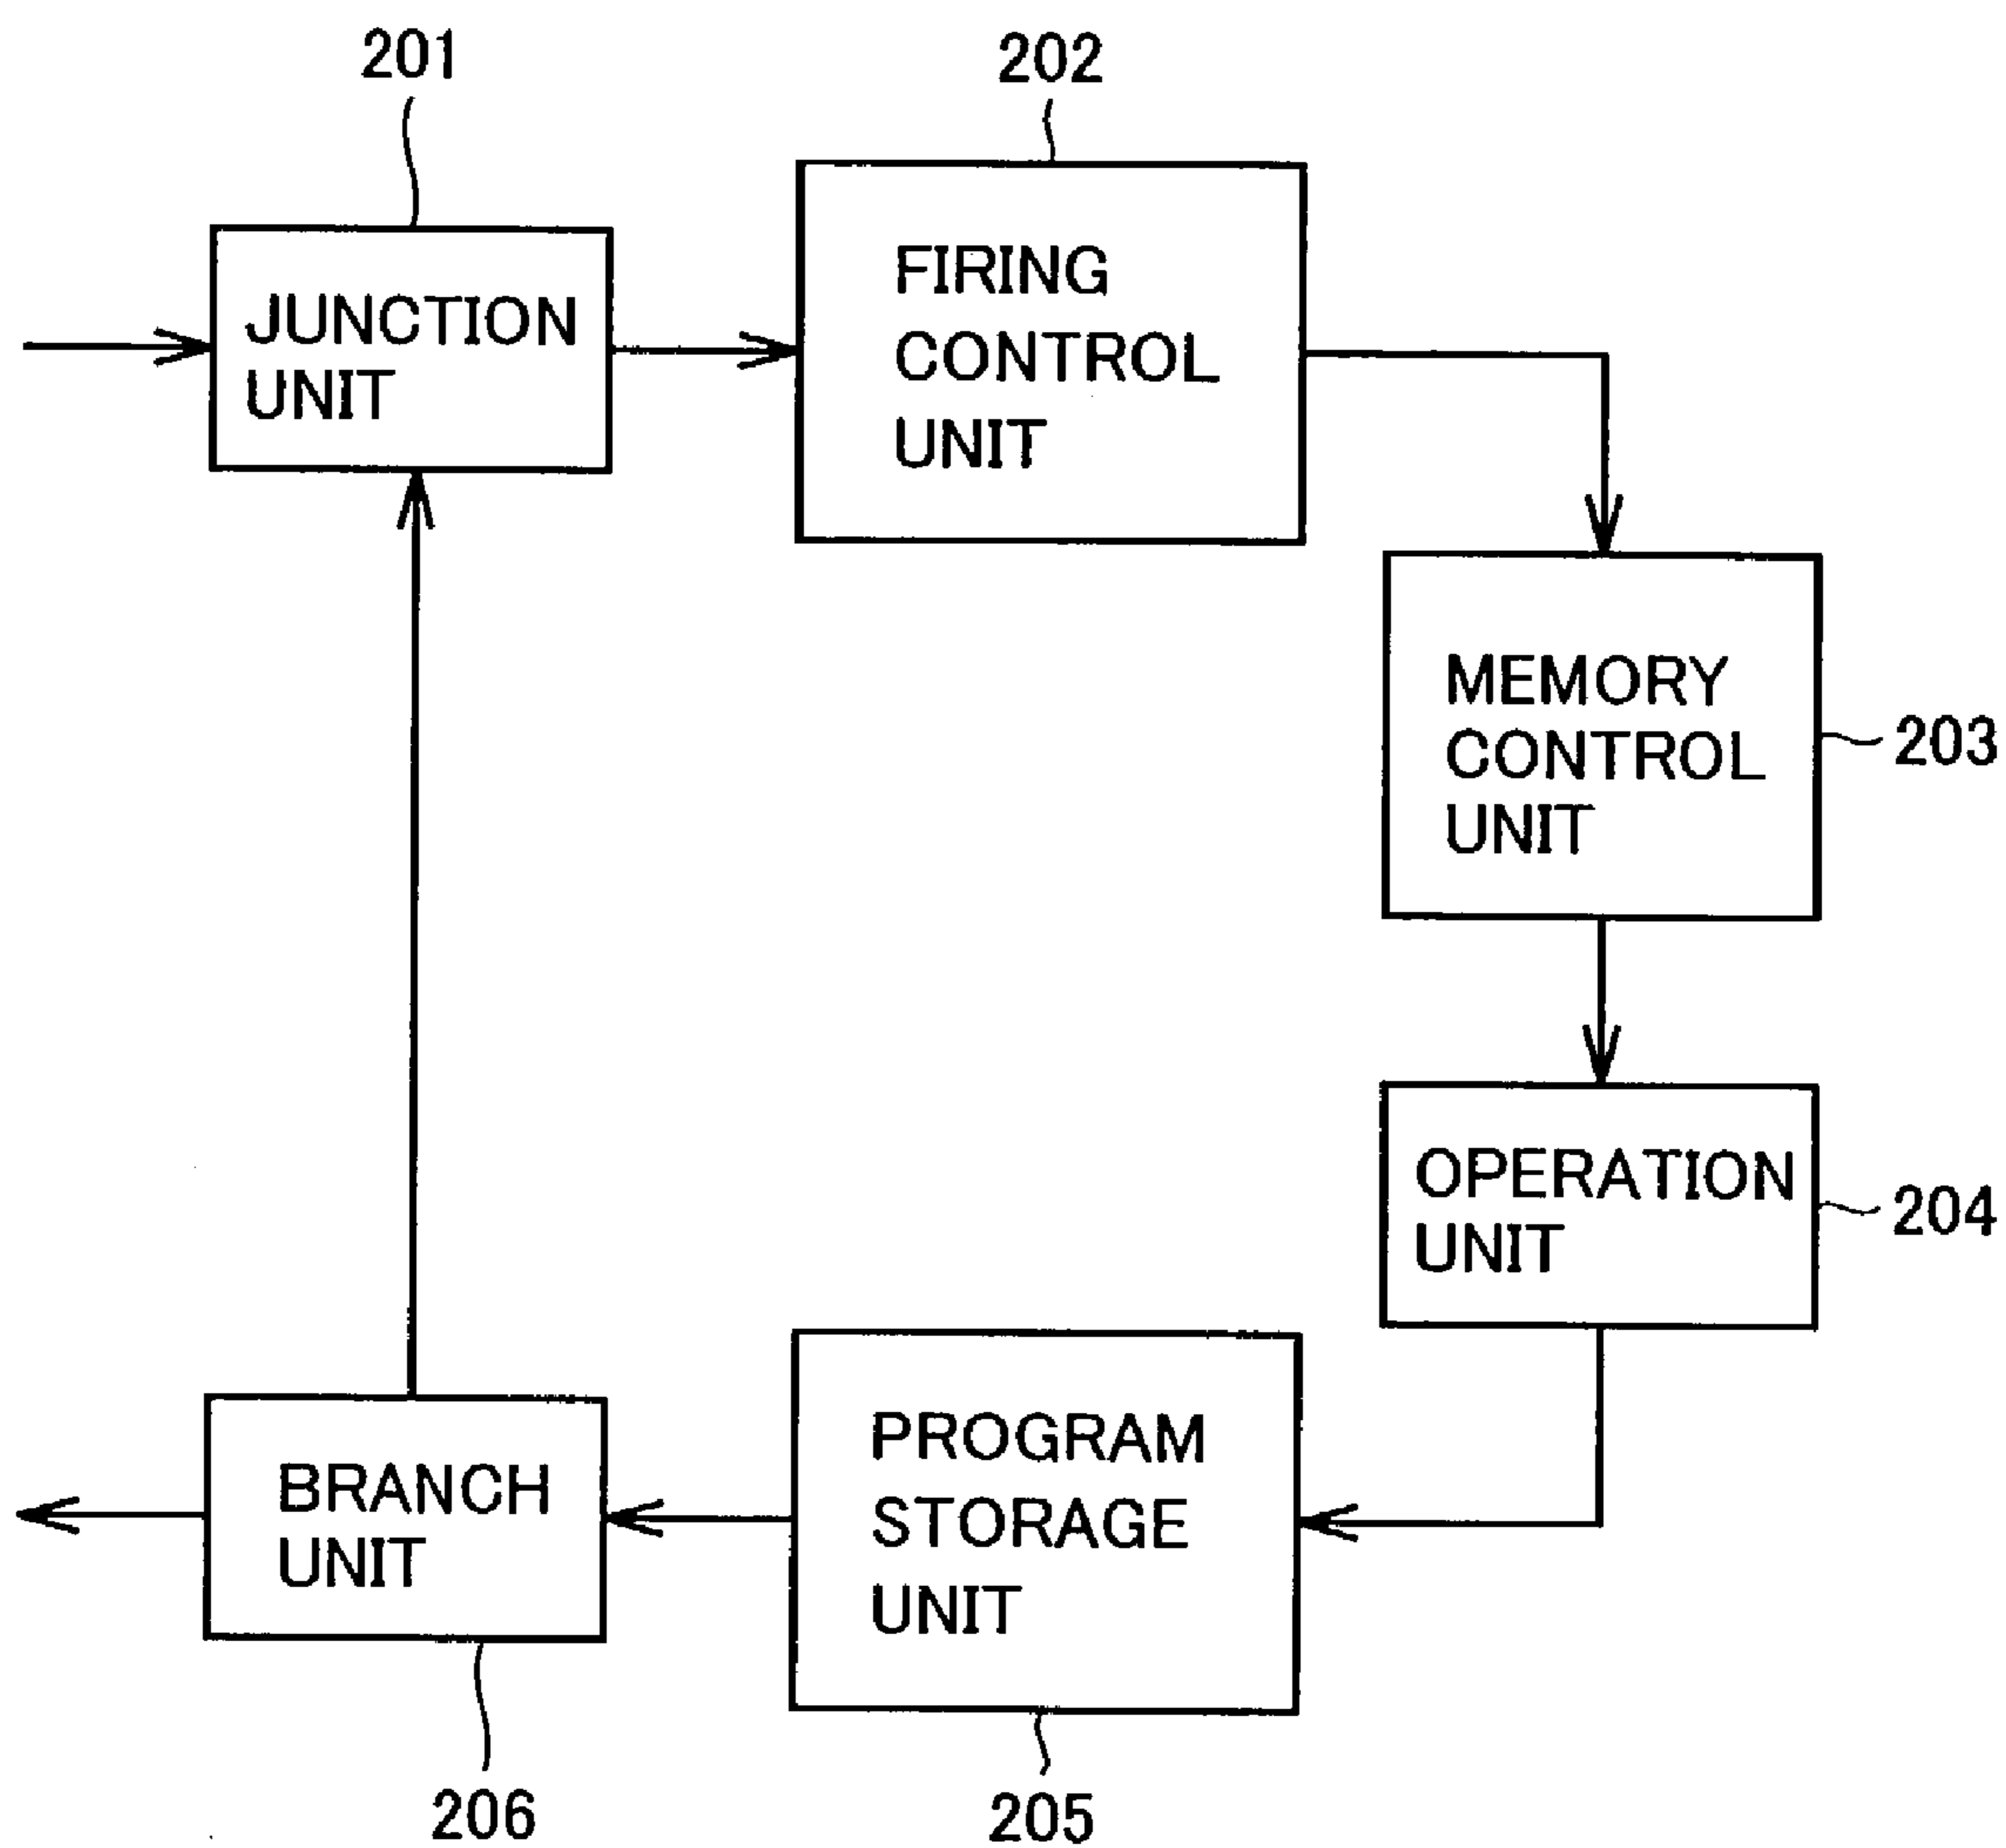 201
202
JUNCTION
UNIT
FIRING
CONTROL
UNIT
MEMORY
CONTROL
UNIT
203
OPERATION
UNIT
204
PROGRAM
STORAGE
UNIT
BRANCH
UNIT
206
205